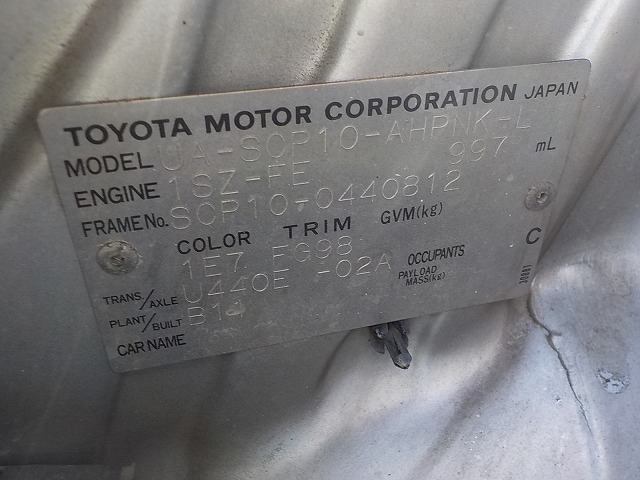 TOYOTA MOTOR CORPORATION JAPAN
MODEL UA-SCP10-AHPNK-L
ENGINE 1SZ-FE 997 mL
FRAME No. SCP10-0440812
COLOR TRIM GVM(kg)
1E7 FG98
TRANS./AXLE U440E -02A OCCUPANTS
PAYLOAD MASS(kg)
PLANT/BUILT B14
CAR NAME
C